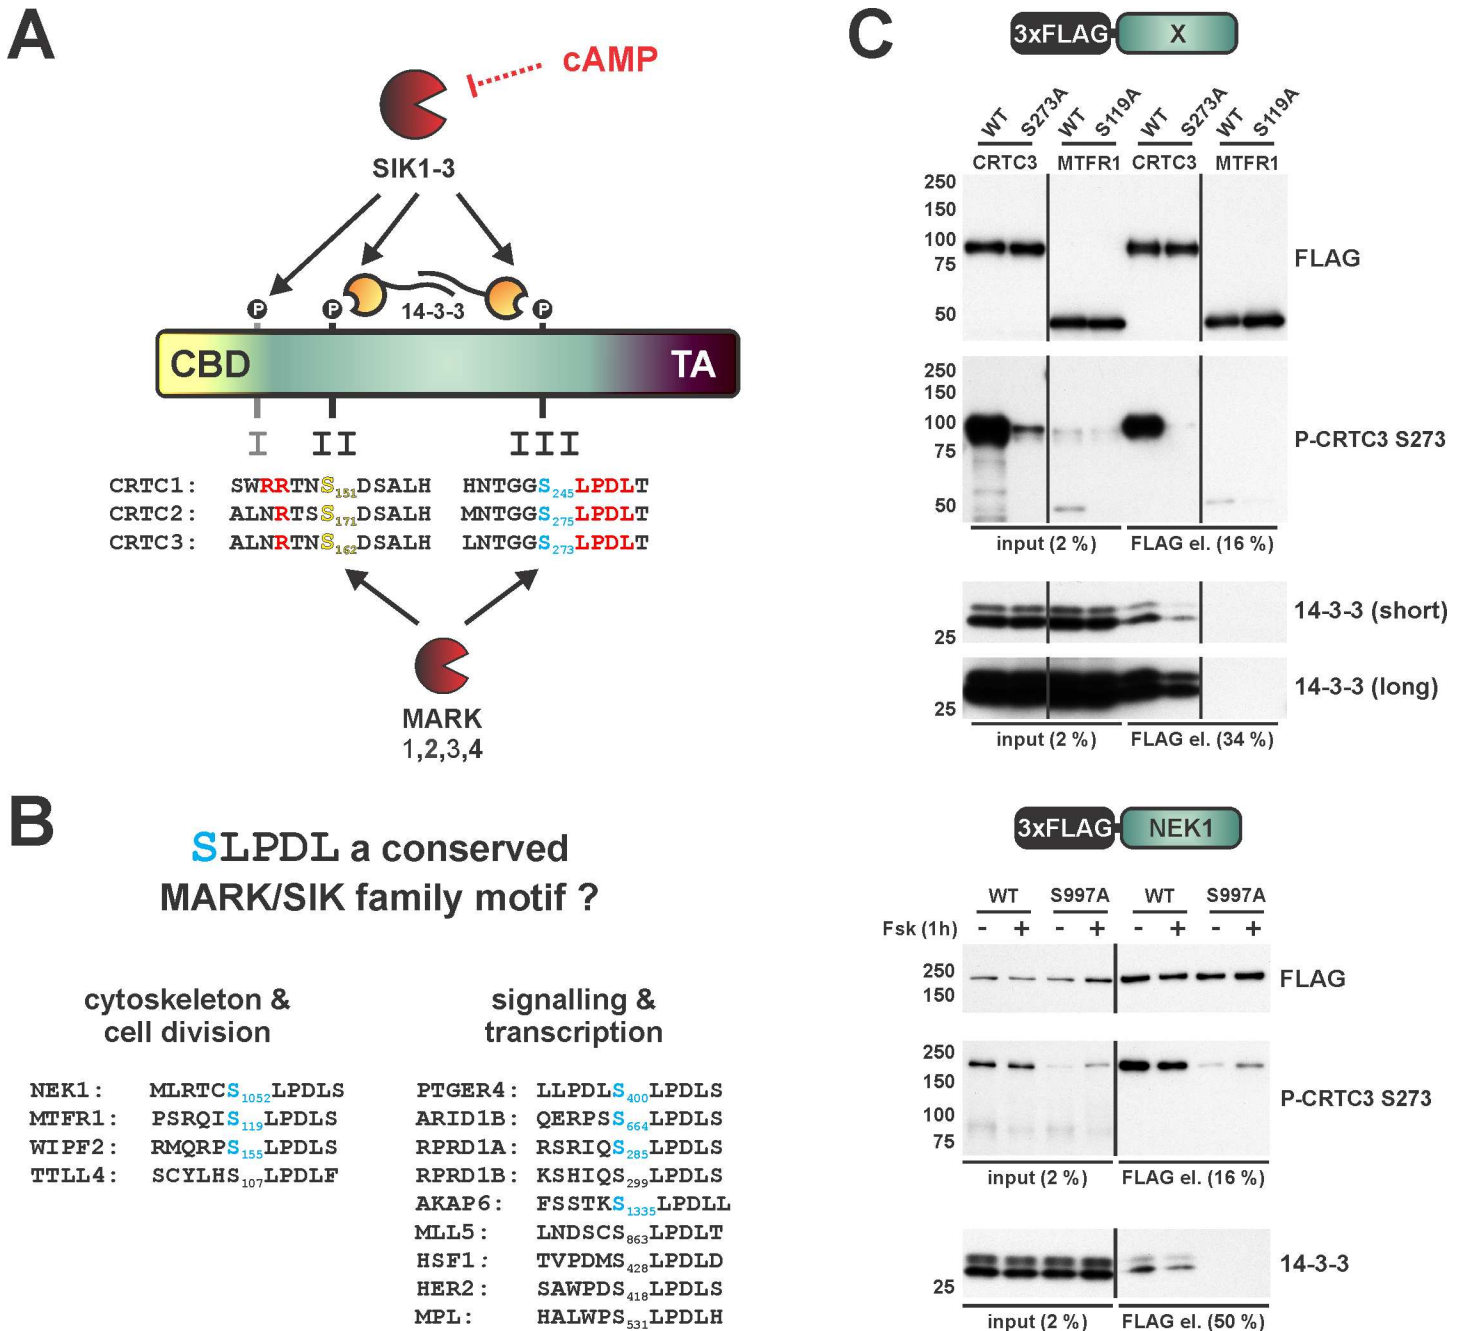 A
cAMP
SIK1-3
P
P
14-3-3
P
CBD
TA
I
II
III
CRTC1: SWRRTNS151DSALH HNTGGS245LPDLT
CRTC2: ALNRTSS171DSALH MNTGGS275LPDLT
CRTC3: ALNRTNS162DSALH LNTGGS273LPDLT
MARK
1,2,3,4
B
SLPDL a conserved
MARK/SIK family motif ?
cytoskeleton &
cell division
NEK1: MLRTCS1052LPDLS
MTFR1: PSRQIS119LPDLS
WIPF2: RMQRPS155LPDLS
TTLL4: SCYLHS107LPDLF
signalling &
transcription
PTGER4: LLPDLS400LPDLS
ARID1B: QERPSS664LPDLS
RPRD1A: RSRIQS285LPDLS
RPRD1B: KSHIQS299LPDLS
AKAP6: FSSTKS1335LPDLL
MLL5: LNDSCS863LPDLT
HSF1: TVPDMS428LPDLD
HER2: SAWPDS418LPDLS
MPL: HALWPS531LPDLH
C
3xFLAG X
WT S273A WT S119A WT S273A WT S119A
CRTC3 MTFR1 CRTC3 MTFR1
250
150
100
75
50
FLAG
250
150
100
75
50
P-CRTC3 S273
input (2 %) FLAG el. (16 %)
25
14-3-3 (short)
25
14-3-3 (long)
input (2 %) FLAG el. (34 %)
3xFLAG NEK1
WT S997A WT S997A
Fsk (1h) - + - + - + - +
250
150
FLAG
250
150
100
75
P-CRTC3 S273
input (2 %) FLAG el. (16 %)
25
14-3-3
input (2 %) FLAG el. (50 %)